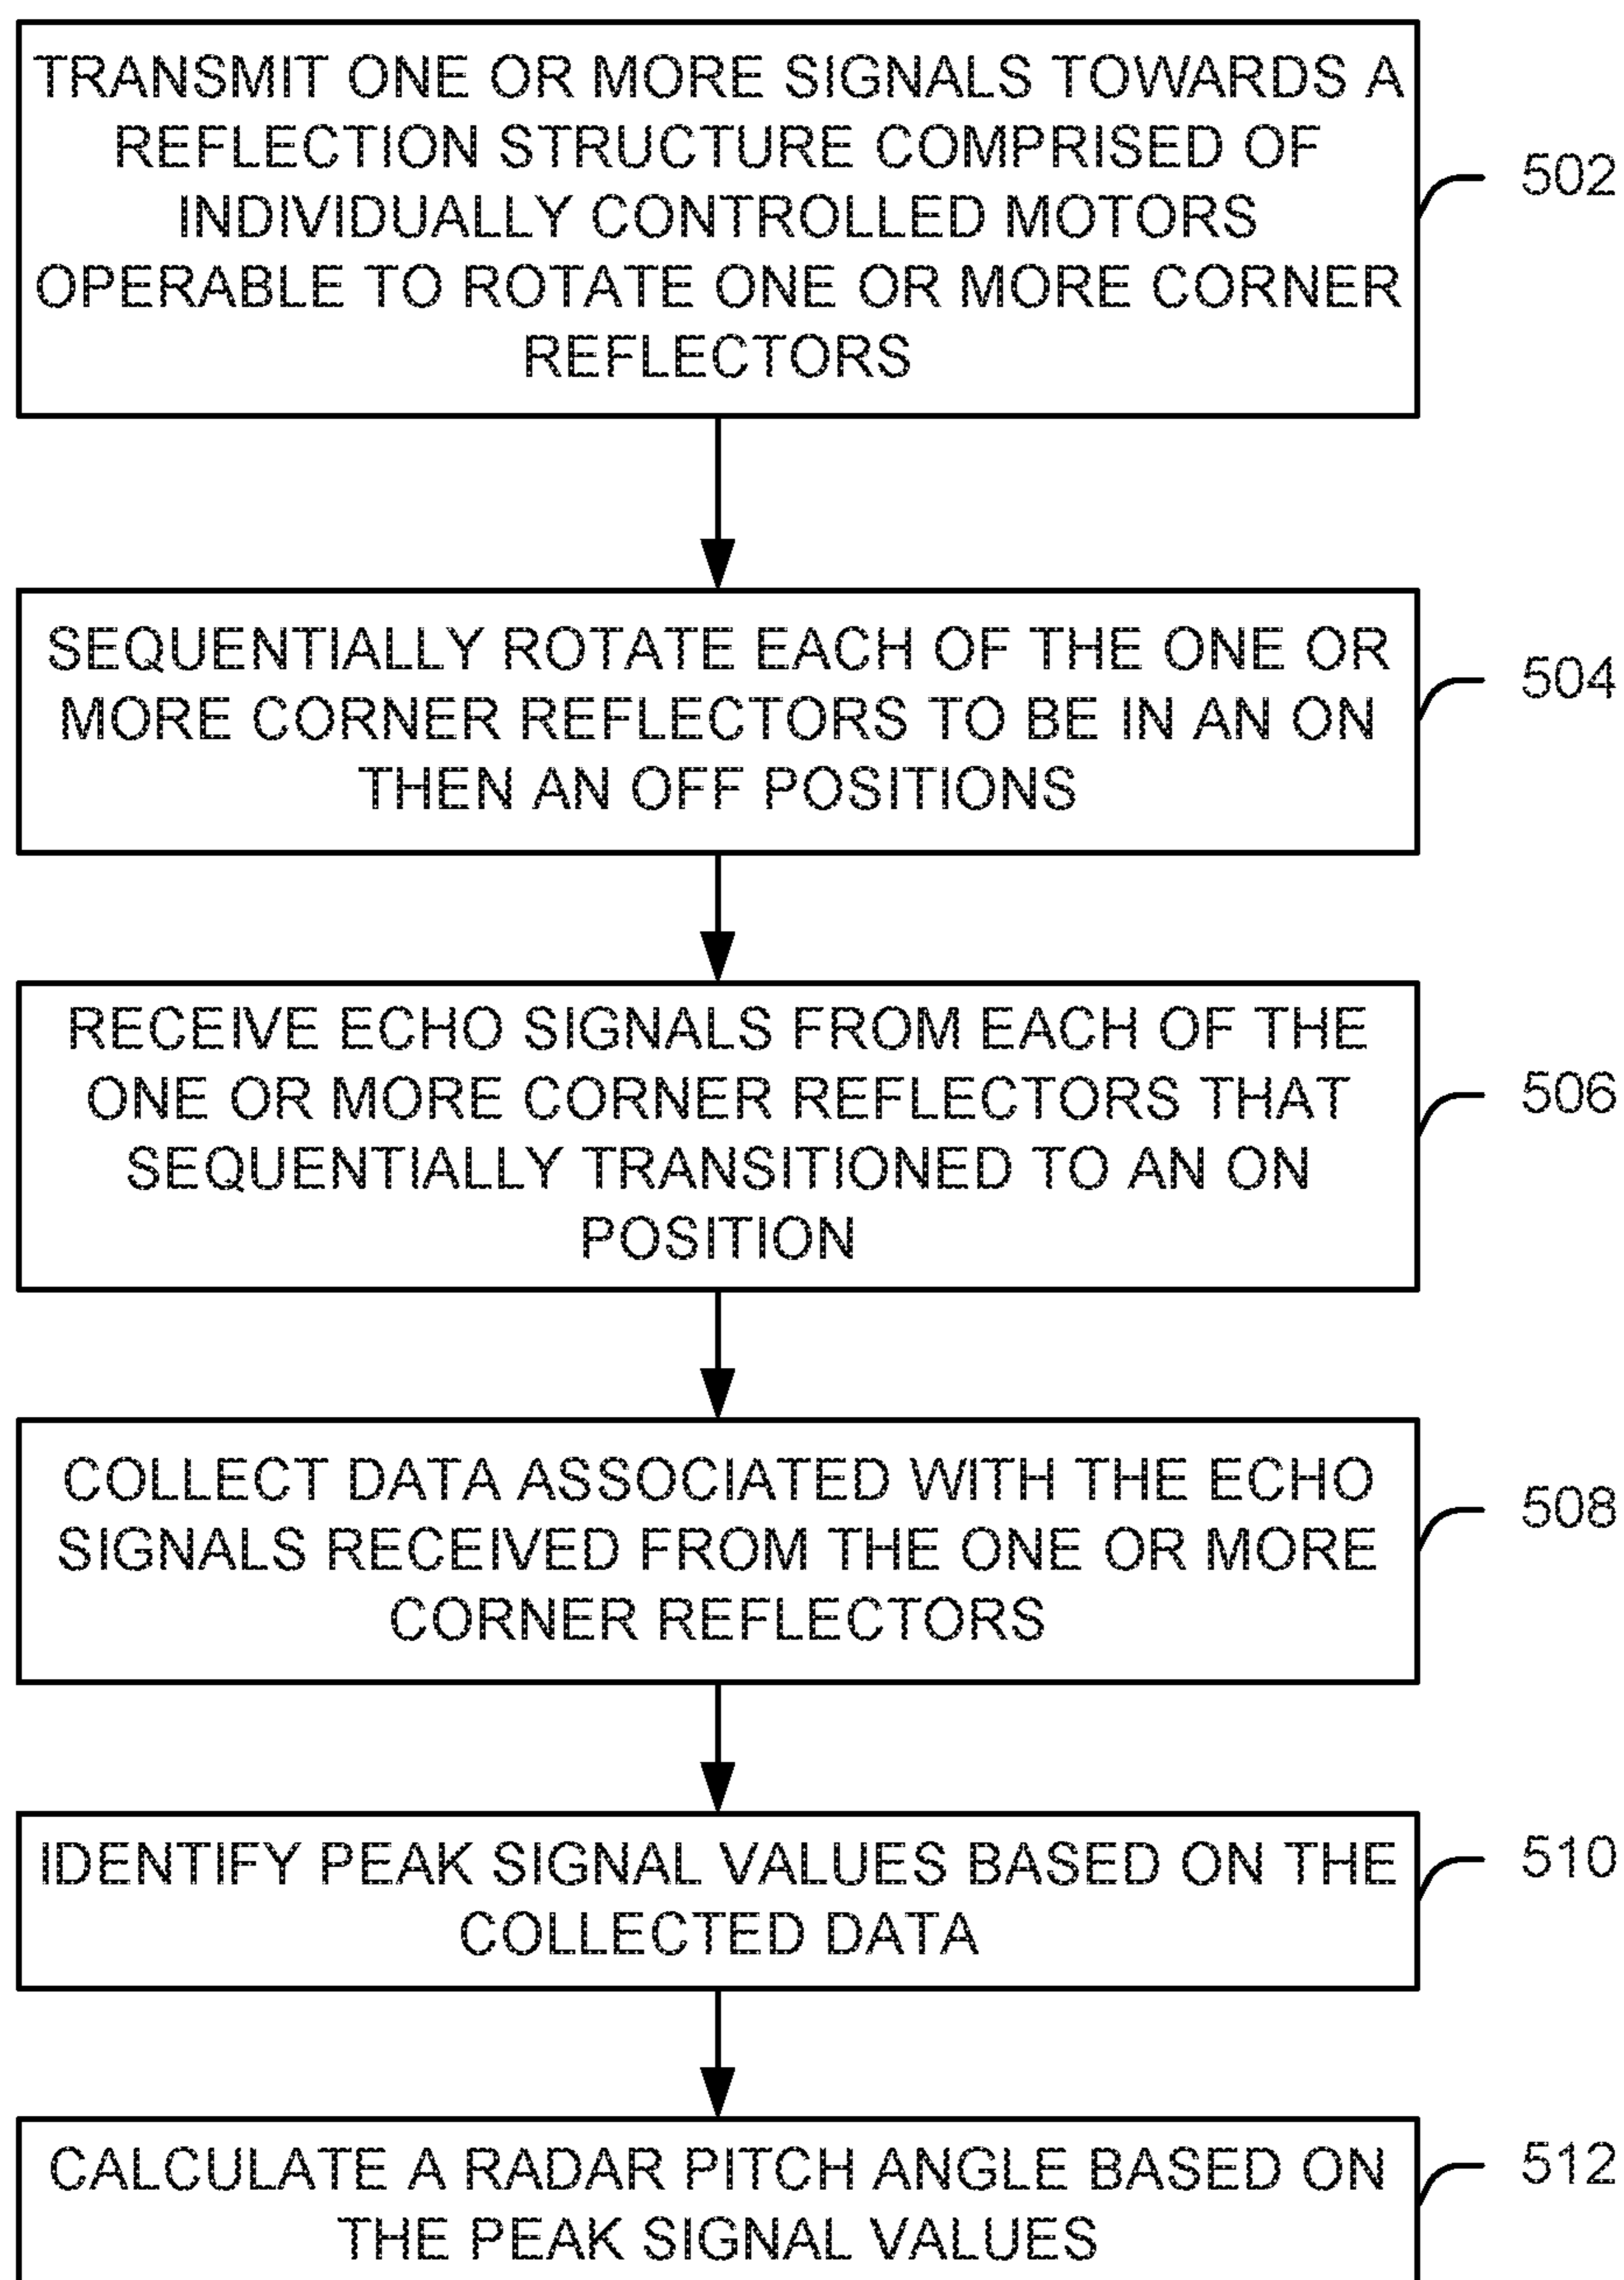 TRANSMIT ONE OR MORE SIGNALS TOWARDS A
REFLECTION STRUCTURE COMPRISED OF
INDIVIDUALLY CONTROLLED MOTORS
OPERABLE TO ROTATE ONE OR MORE CORNER
REFLECTORS
502
SEQUENTIALLY ROTATE EACH OF THE ONE OR
MORE CORNER REFLECTORS TO BE IN AN ON
THEN AN OFF POSITIONS
504
RECEIVE ECHO SIGNALS FROM EACH OF THE
ONE OR MORE CORNER REFLECTORS THAT
SEQUENTIALLY TRANSITIONED TO AN ON
POSITION
506
COLLECT DATA ASSOCIATED WITH THE ECHO
SIGNALS RECEIVED FROM THE ONE OR MORE
CORNER REFLECTORS
508
IDENTIFY PEAK SIGNAL VALUES BASED ON THE
COLLECTED DATA
510
CALCULATE A RADAR PITCH ANGLE BASED ON
THE PEAK SIGNAL VALUES
512